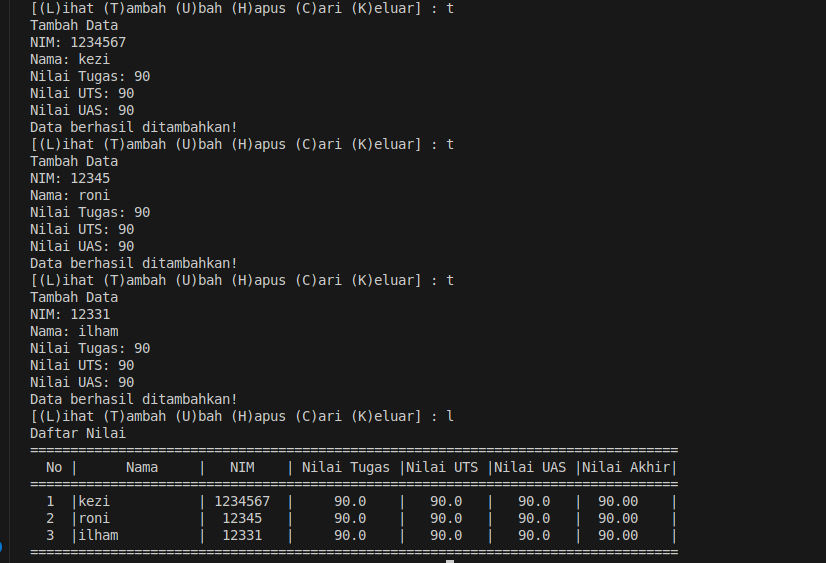 [(L)ihat (T)ambah (U)bah (H)apus (C)ari (K)eluar] : t
Tambah Data
NIM: 1234567
Nama: kezi
Nilai Tugas: 90
Nilai UTS: 90
Nilai UAS: 90
Data berhasil ditambahkan!
[(L)ihat (T)ambah (U)bah (H)apus (C)ari (K)eluar] : t
Tambah Data
NIM: 12345
Nama: roni
Nilai Tugas: 90
Nilai UTS: 90
Nilai UAS: 90
Data berhasil ditambahkan!
[(L)ihat (T)ambah (U)bah (H)apus (C)ari (K)eluar] : t
Tambah Data
NIM: 12331
Nama: ilham
Nilai Tugas: 90
Nilai UTS: 90
Nilai UAS: 90
Data berhasil ditambahkan!
[(L)ihat (T)ambah (U)bah (H)apus (C)ari (K)eluar] : l
Daftar Nilai
=================================================================================
  No |      Nama     |   NIM    | Nilai Tugas |Nilai UTS |Nilai UAS |Nilai Akhir|
=================================================================================
  1  |kezi           | 1234567  |     90.0    |   90.0   |   90.0   |  90.00    |
  2  |roni           |  12345   |     90.0    |   90.0   |   90.0   |  90.00    |
  3  |ilham          |  12331   |     90.0    |   90.0   |   90.0   |  90.00    |
=================================================================================